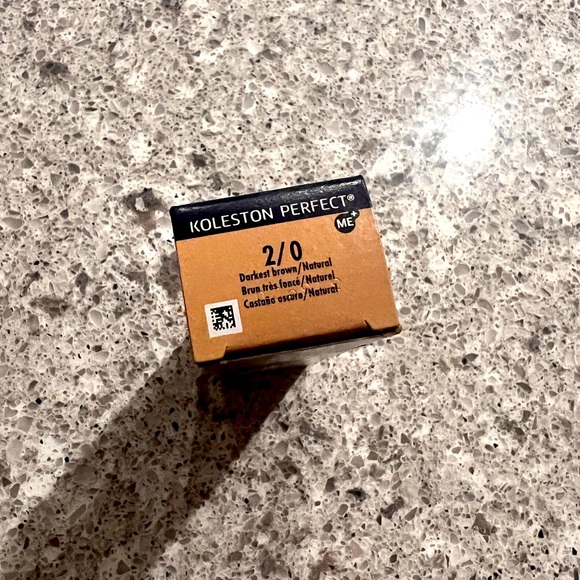 KOLESTON PERFECT®
ME+
2/0
Darkest brown/Natural
Brun très foncé/Naturel
Castaño oscuro/Natural